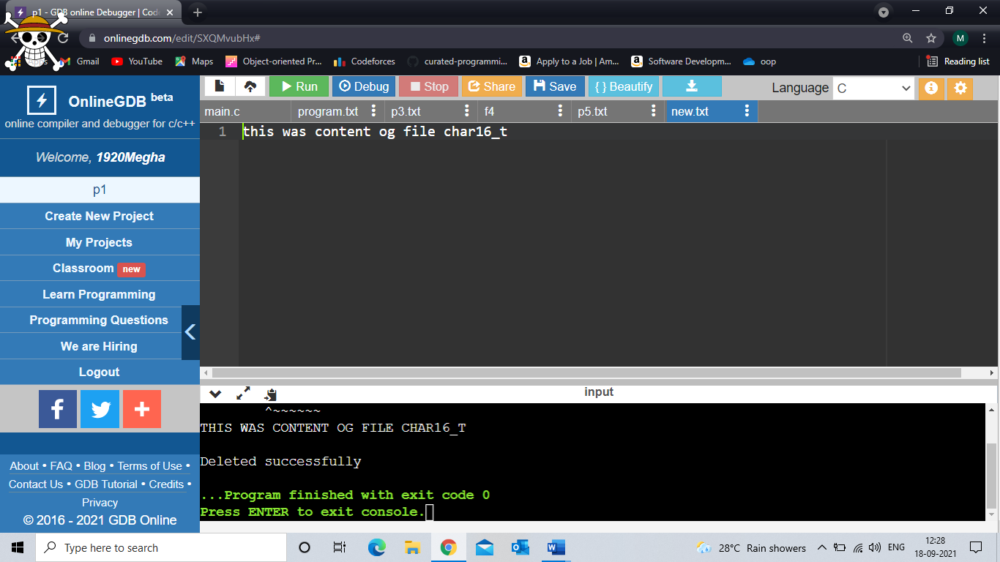 p1 - GDB online Debugger | Cod
onlinegdb.com/edit/SXQMvubHx#
M
Apps
Gmail
YouTube
Maps
Object-oriented Pr...
Codeforces
curated-programmi...
Apply to a Job | Am...
Software Developm...
oop
Reading list
OnlineGDB beta
online compiler and debugger for c/c++
Welcome, 1920Megha
p1
Create New Project
My Projects
Classroom new
Learn Programming
Programming Questions
We are Hiring
Logout
About • FAQ • Blog • Terms of Use •
Contact Us • GDB Tutorial • Credits •
Privacy
© 2016 - 2021 GDB Online
Run
Debug
Stop
Share
Save
{ } Beautify
Language C
main.c
program.txt
p3.txt
f4
p5.txt
new.txt
1 this was content og file char16_t
input
^~~~~~~
THIS WAS CONTENT OG FILE CHAR16_T
Deleted successfully
...Program finished with exit code 0
Press ENTER to exit console.
Type here to search
28°C Rain showers
ENG
12:28
18-09-2021